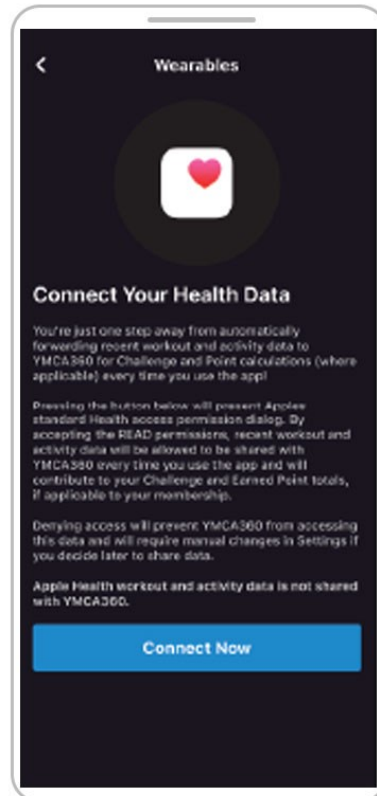 Wearables
Connect Your Health Data
You're just one step away from automatically
forwarding recent workout and activity data to
YMCA360 for Challenge and Point calculations (where
applicable) every time you use the app!
Pressing the button below will present Apples
standard Health access permission dialog. By
accepting the READ permissions, recent workout and
activity data will be allowed to be shared with
YMCA360 every time you use the app and will
contribute to your Challenge and Earned Point totals,
if applicable to your membership.
Denying access will prevent YMCA360 from accessing
this data and will require manual changes in Settings if
you decide later to share data.
Apple Health workout and activity data is not shared
with YMCA360.
Connect Now